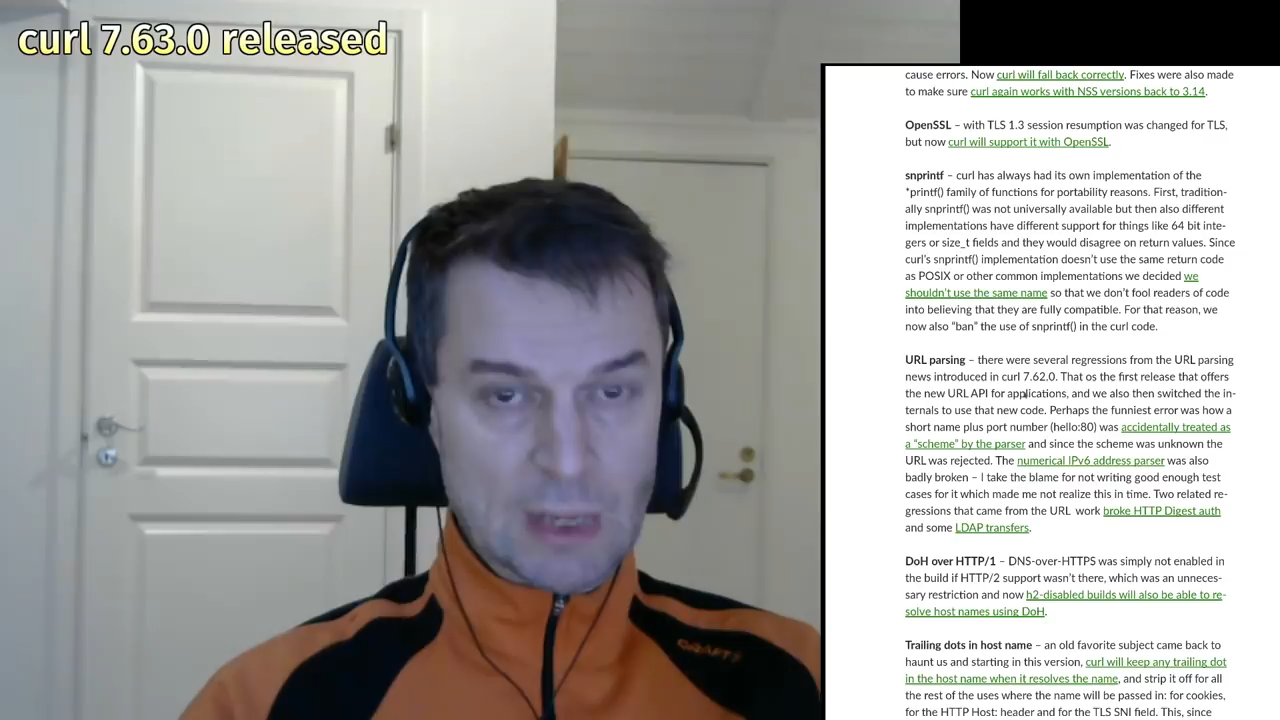 curl 7.63.0 released
cause errors. Now curl will fall back correctly. Fixes were also made
to make sure curl again works with NSS versions back to 3.14.
OpenSSL – with TLS 1.3 session resumption was changed for TLS,
but now curl will support it with OpenSSL.
snprintf – curl has always had its own implementation of the
*printf() family of functions for portability reasons. First, tradition-
ally snprintf() was not universally available but then also different
implementations have different support for things like 64 bit inte-
gers or size_t fields and they would disagree on return values. Since
curl's snprintf() implementation doesn't use the same return code
as POSIX or other common implementations we decided we
shouldn't use the same name so that we don't fool readers of code
into believing that they are fully compatible. For that reason, we
now also "ban" the use of snprintf() in the curl code.
URL parsing – there were several regressions from the URL parsing
news introduced in curl 7.62.0. That os the first release that offers
the new URL API for applications, and we also then switched the in-
ternals to use that new code. Perhaps the funniest error was how a
short name plus port number (hello:80) was accidentally treated as
a "scheme" by the parser and since the scheme was unknown the
URL was rejected. The numerical IPv6 address parser was also
badly broken – I take the blame for not writing good enough test
cases for it which made me not realize this in time. Two related re-
gressions that came from the URL work broke HTTP Digest auth
and some LDAP transfers.
DoH over HTTP/1 – DNS-over-HTTPS was simply not enabled in
the build if HTTP/2 support wasn't there, which was an unneces-
sary restriction and now h2-disabled builds will also be able to re-
solve host names using DoH.
Trailing dots in host name – an old favorite subject came back to
haunt us and starting in this version, curl will keep any trailing dot
in the host name when it resolves the name, and strip it off for all
the rest of the uses where the name will be passed in: for cookies,
for the HTTP Host: header and for the TLS SNI field. This, since
CRAFT